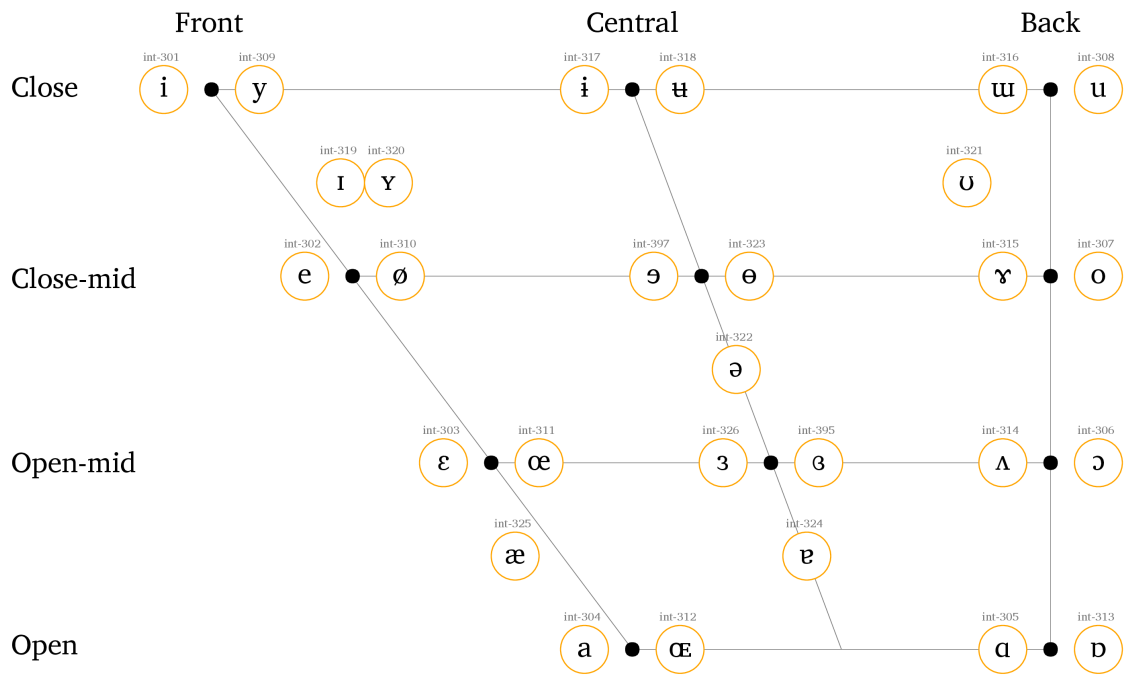 Front Central Back
int-301 int-309 int-317 int-318 int-316 int-308
Close i y ɨ ʉ ɯ u
int-319 int-320 int-321
ɪ ʏ ʊ
int-302 int-310 int-397 int-323 int-315 int-307
Close-mid e ø ɘ ɵ ɤ o
int-322
ə
int-303 int-311 int-326 int-395 int-314 int-306
Open-mid ɛ œ ɜ ɞ ʌ ɔ
int-325 int-324
æ ɐ
int-304 int-312 int-305 int-313
Open a ɶ ɑ ɒ